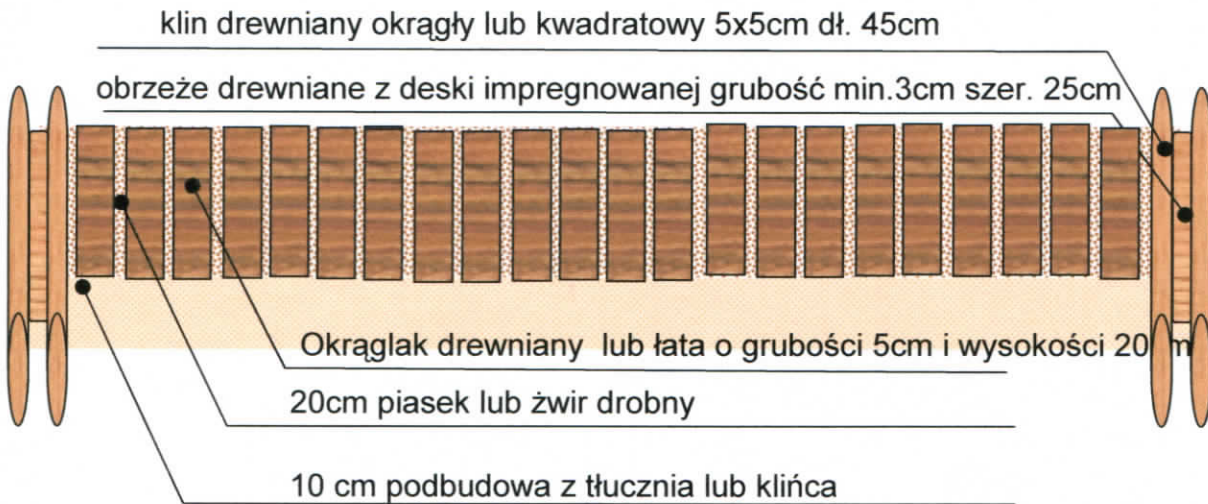 klin drewniany okrągły lub kwadratowy 5x5cm dł. 45cm
obrzeże drewniane z deski impregnowanej grubość min.3cm szer. 25cm
Okrąglak drewniany lub łata o grubości 5cm i wysokości 20cm
20cm piasek lub żwir drobny
10 cm podbudowa z tłucznia lub klińca